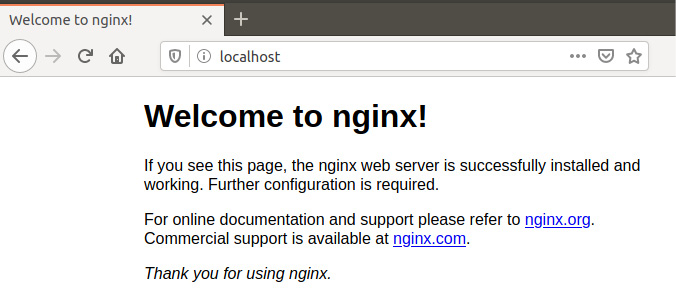 Welcome to nginx!
localhost
Welcome to nginx!
If you see this page, the nginx web server is successfully installed and
working. Further configuration is required.
For online documentation and support please refer to nginx.org.
Commercial support is available at nginx.com.
Thank you for using nginx.